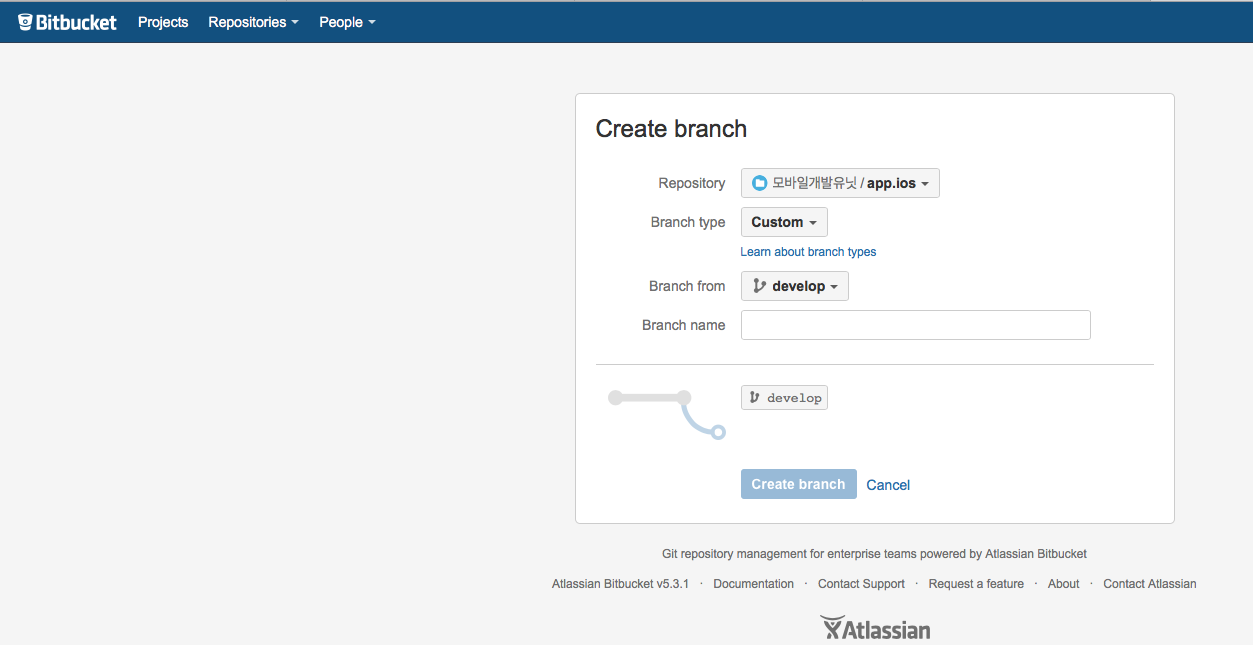 Bitbucket Projects Repositories People
Create branch
Repository 모바일개발유닛 / app.ios
Branch type Custom
Learn about branch types
Branch from develop
Branch name
develop
Create branch Cancel
Git repository management for enterprise teams powered by Atlassian Bitbucket
Atlassian Bitbucket v5.3.1 · Documentation · Contact Support · Request a feature · About · Contact Atlassian
Atlassian